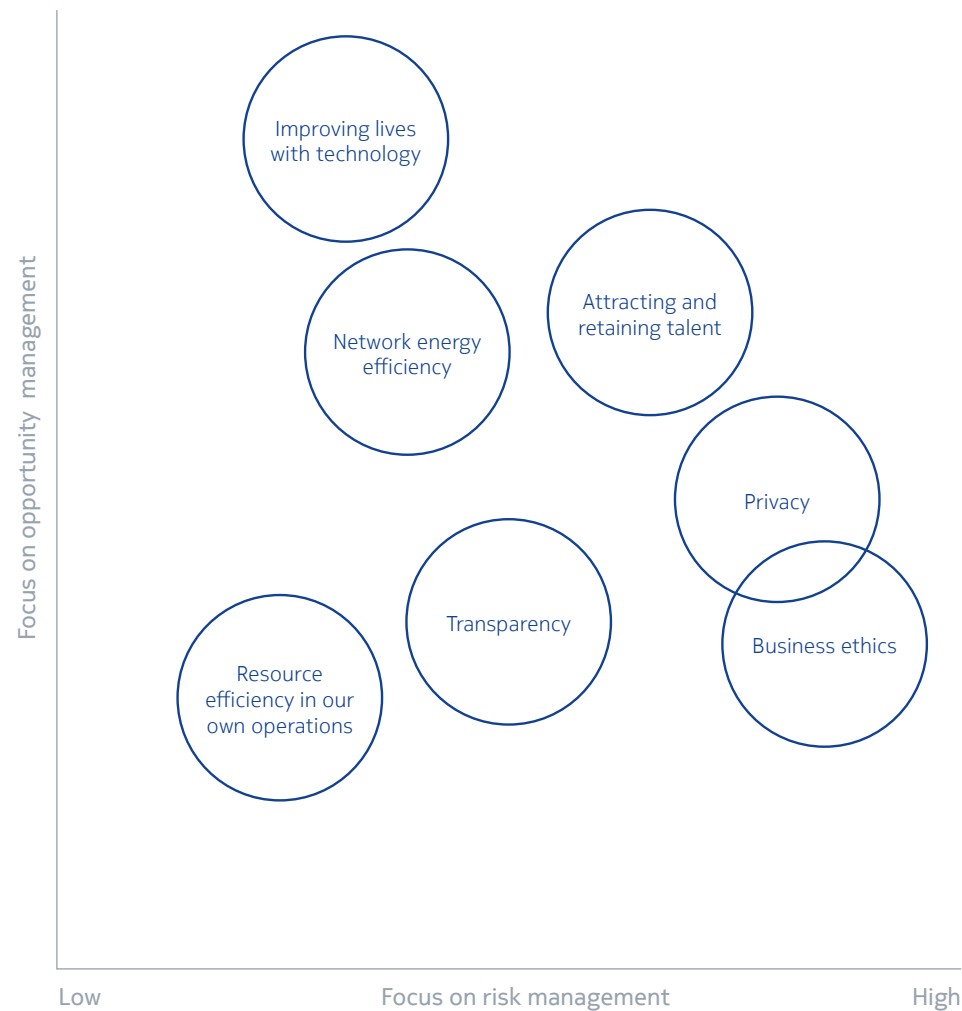 Improving lives
with technology
Attracting and
retaining talent
Network energy
efficiency
Privacy
Transparency
Business ethics
Resource
efficiency in our
own operations
Focus on opportunity management
Low
Focus on risk management
High